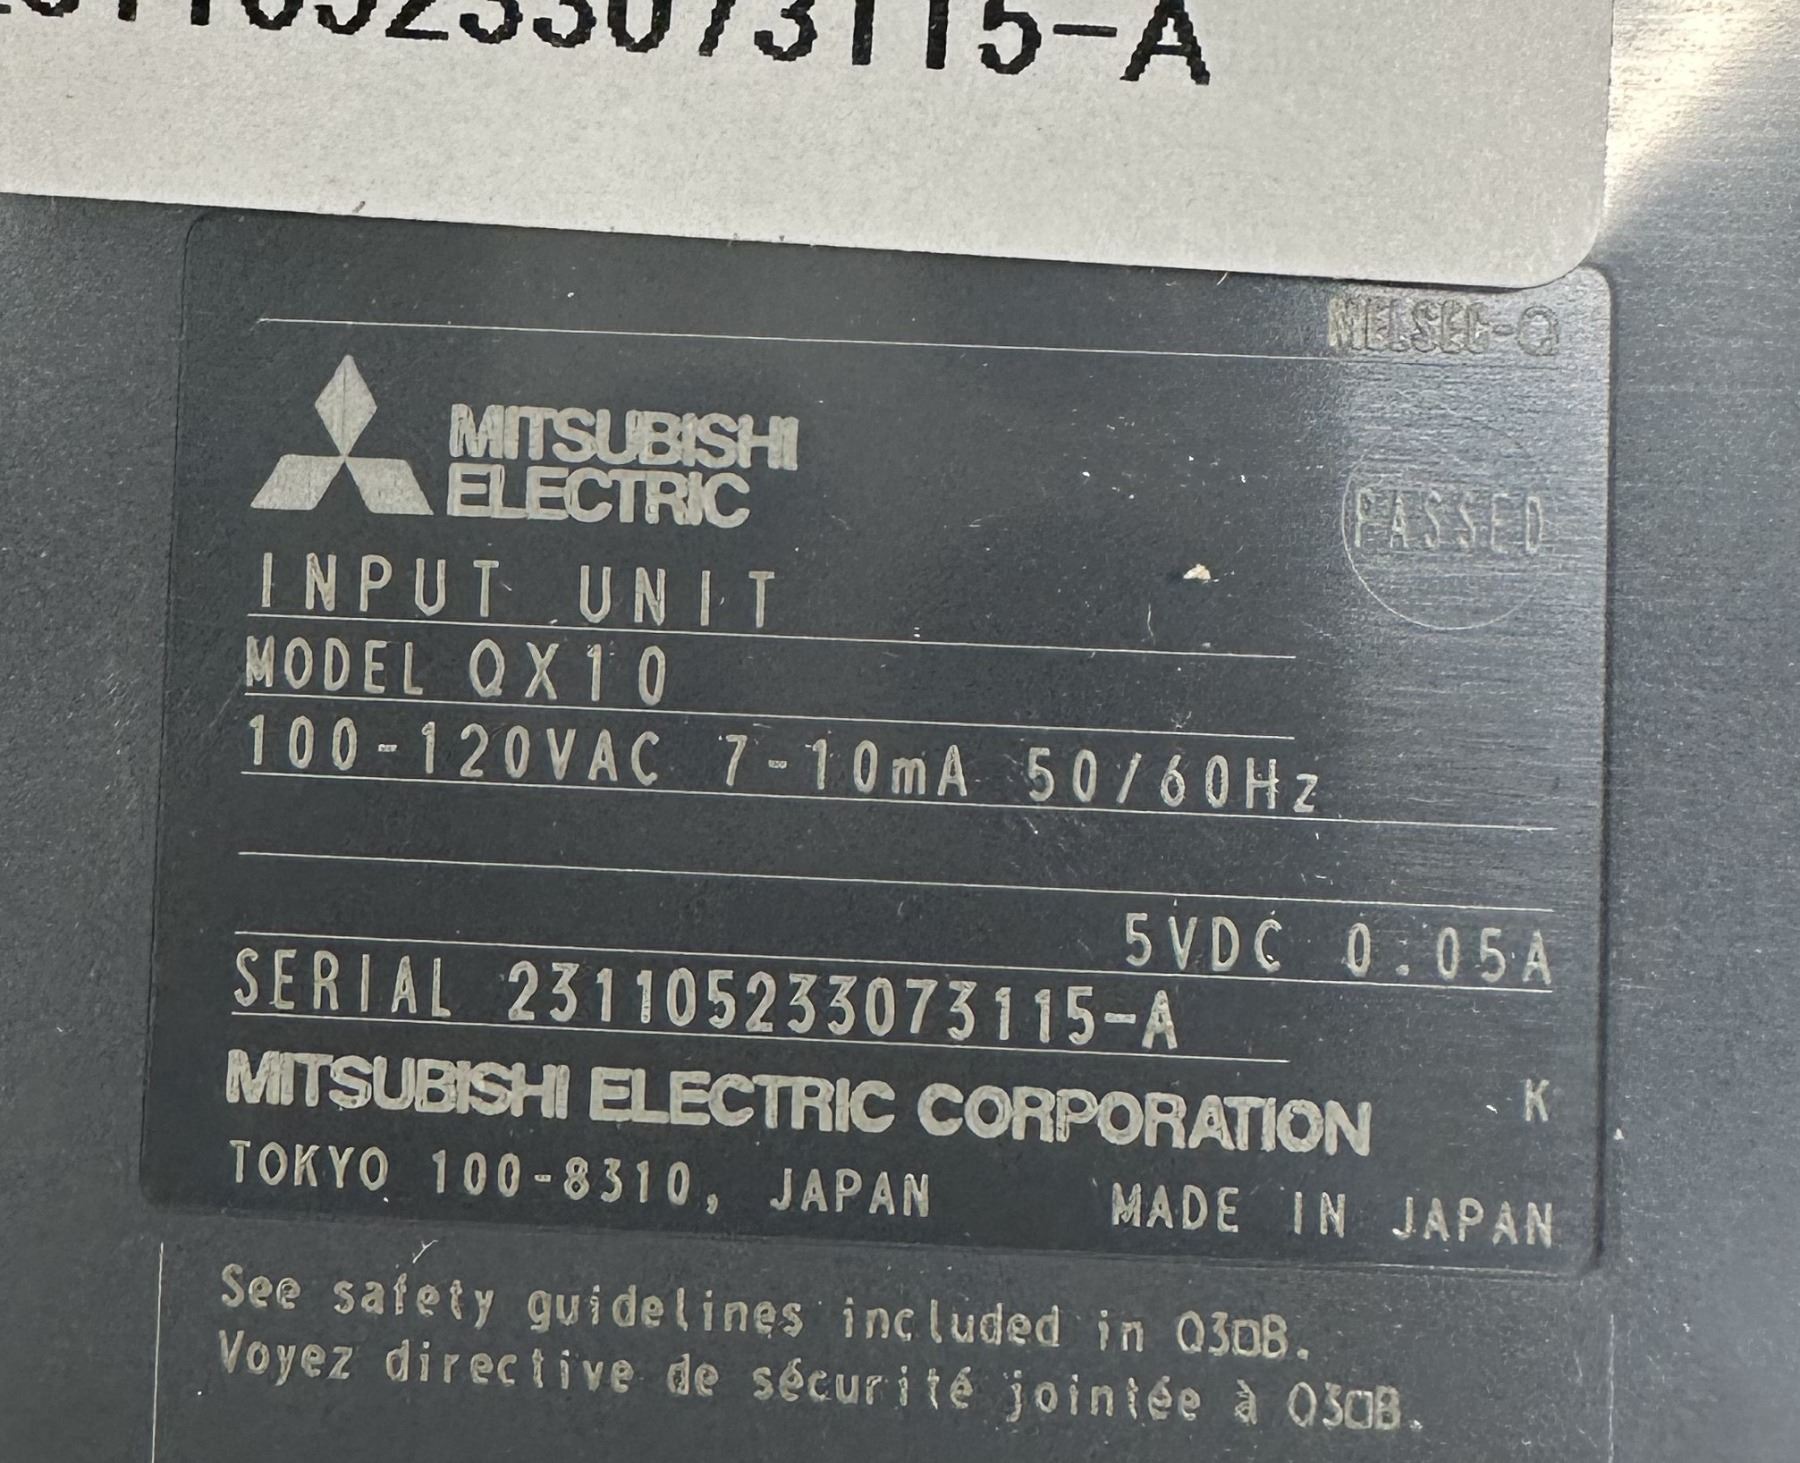 231105233073115-A
MELSEC-Q
MITSUBISHI
ELECTRIC
PASSED
INPUT UNIT
MODEL QX10
100-120VAC 7-10mA 50/60Hz
5VDC 0.05A
SERIAL 231105233073115-A
MITSUBISHI ELECTRIC CORPORATION K
TOKYO 100-8310, JAPAN MADE IN JAPAN
See safety guidelines included in Q3□B.
Voyez directive de sécurité jointée à Q3□B.